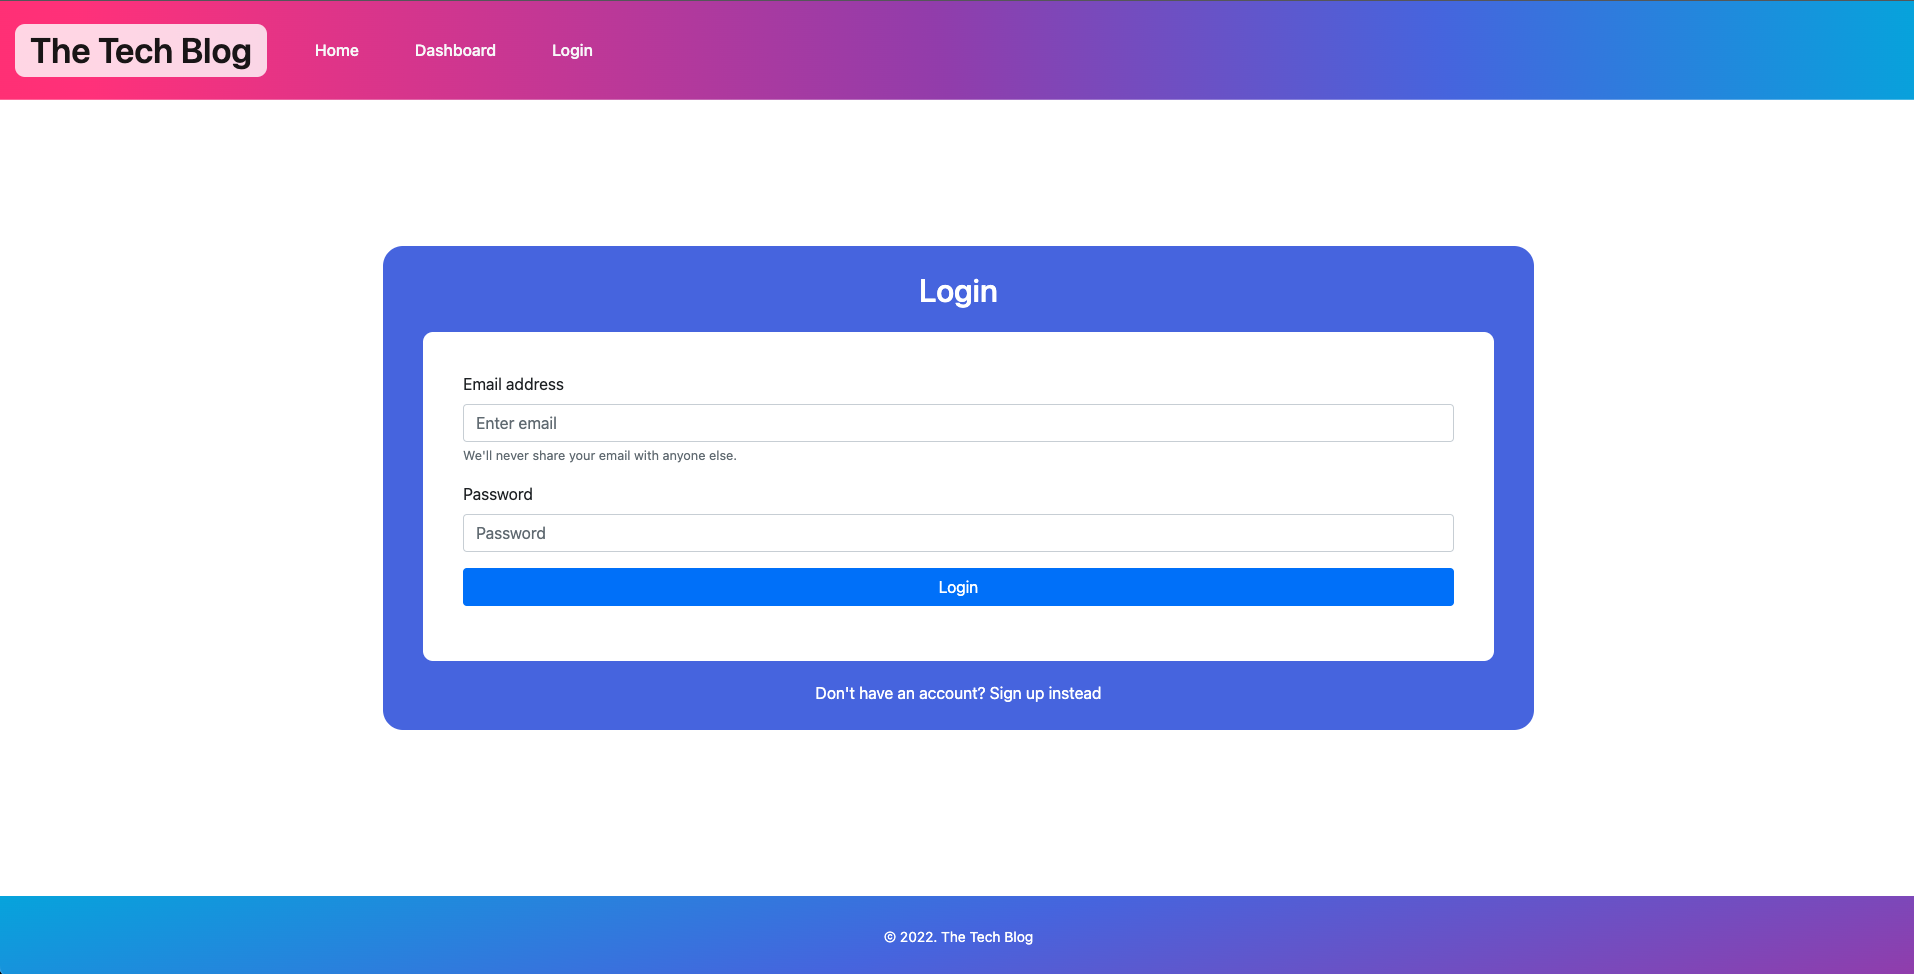 The Tech Blog
Home
Dashboard
Login
Login
Email address
Enter email
We'll never share your email with anyone else.
Password
Password
Login
Don't have an account? Sign up instead
© 2022. The Tech Blog